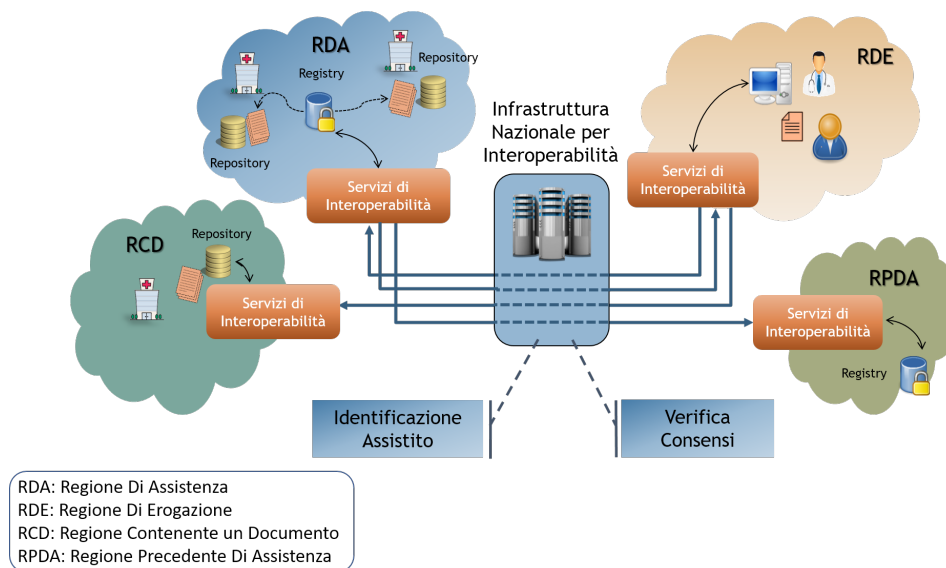 RDA
Repository
Registry
Repository
Servizi di
Interoperabilità
Infrastruttura
Nazionale per
Interoperabilità
RDE
Servizi di
Interoperabilità
RCD
Repository
Servizi di
Interoperabilità
RPDA
Servizi di
Interoperabilità
Registry
Identificazione
Assistito
Verifica
Consensi
RDA: Regione Di Assistenza
RDE: Regione Di Erogazione
RCD: Regione Contenente un Documento
RPDA: Regione Precedente Di Assistenza